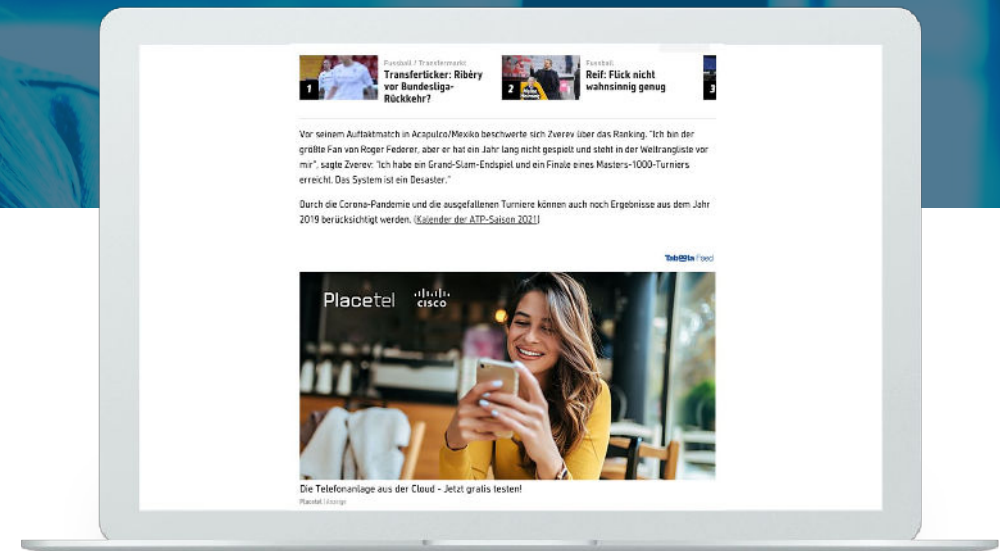 Fussball / Transfermarkt
Transferticker: Ribéry
vor Bundesliga-
Rückkehr?
1
Fussball
Reif: Flick nicht
wahnsinnig genug
2
3
Vor seinem Auftaktmatch in Acapulco/Mexiko beschwerte sich Zverev über das Ranking. "Ich bin der
größte Fan von Roger Federer, aber er hat ein Jahr lang nicht gespielt und steht in der Weltrangliste vor
mir", sagte Zverev: "Ich habe ein Grand-Slam-Endspiel und ein Finale eines Masters-1000-Turniers
erreicht. Das System ist ein Desaster."
Durch die Corona-Pandemie und die ausgefallenen Turniere können auch noch Ergebnisse aus dem Jahr
2019 berücksichtigt werden. (Kalender der ATP-Saison 2021)
Taboola Feed
Placetel
CISCO
Die Telefonanlage aus der Cloud - Jetzt gratis testen!
Placetel | Anzeige